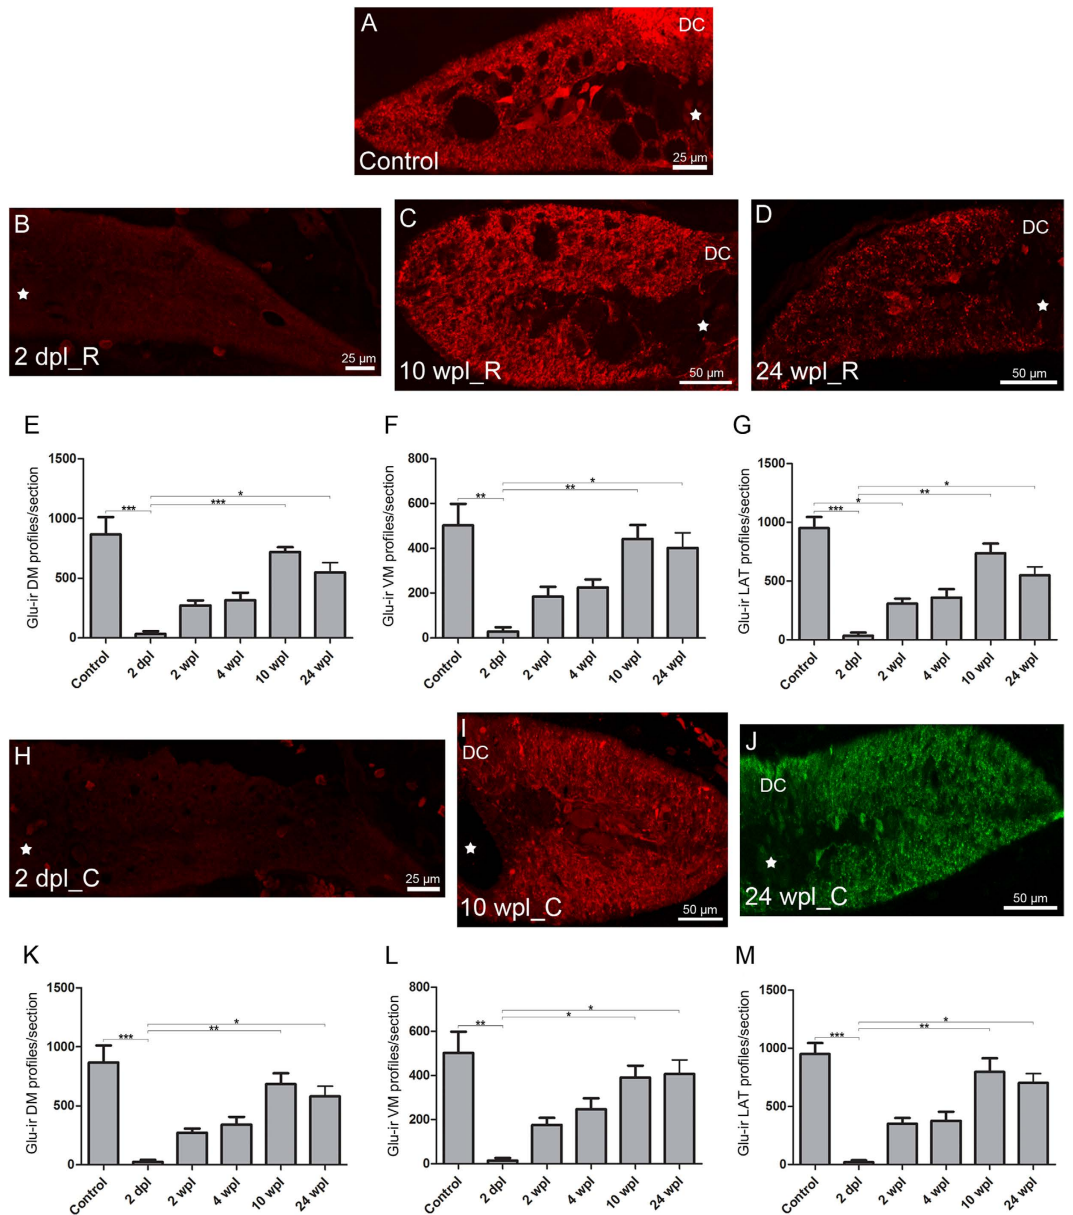 A
DC
Control
25 µm
B
2 dpl_R
25 µm
C
DC
10 wpl_R
50 µm
D
DC
24 wpl_R
50 µm
E
Glu-ir DM profiles/section
1500
1000
500
0
***
***
*
Control
2 dpl
2 wpl
4 wpl
10 wpl
24 wpl
F
Glu-ir VM profiles/section
800
600
400
200
0
**
**
*
Control
2 dpl
2 wpl
4 wpl
10 wpl
24 wpl
G
Glu-ir LAT profiles/section
1500
1000
500
0
***
*
**
*
Control
2 dpl
2 wpl
4 wpl
10 wpl
24 wpl
H
2 dpl_C
25 µm
I
DC
10 wpl_C
50 µm
J
DC
24 wpl_C
50 µm
K
Glu-ir DM profiles/section
1500
1000
500
0
***
**
*
Control
2 dpl
2 wpl
4 wpl
10 wpl
24 wpl
L
Glu-ir VM profiles/section
800
600
400
200
0
**
*
*
Control
2 dpl
2 wpl
4 wpl
10 wpl
24 wpl
M
Glu-ir LAT profiles/section
1500
1000
500
0
***
**
*
Control
2 dpl
2 wpl
4 wpl
10 wpl
24 wpl